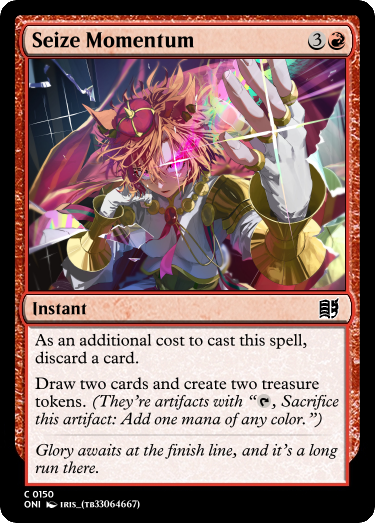 Seize Momentum 3
Instant
As an additional cost to cast this spell,
discard a card.
Draw two cards and create two treasure
tokens. (They're artifacts with “, Sacrifice
this artifact: Add one mana of any color.”)
Glory awaits at the finish line, and it's a long
run there.
C 0150
ONI IRIS_(TB33064667)